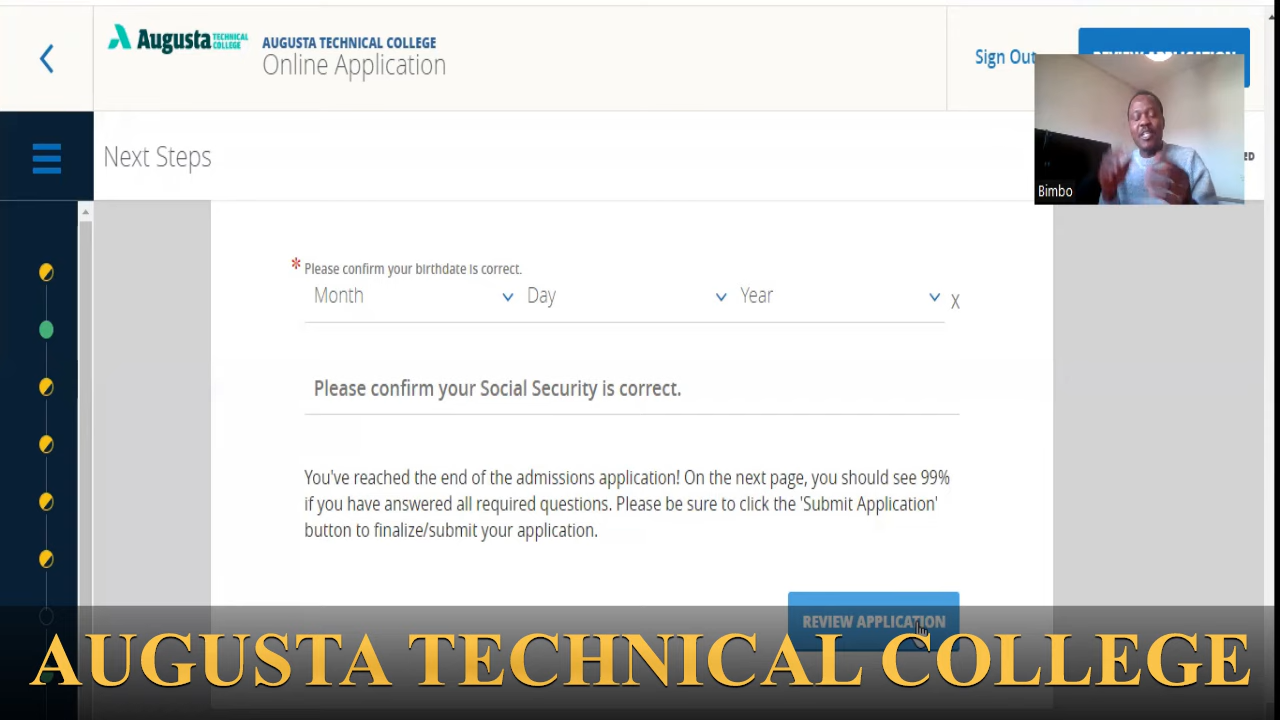 Augusta TECHNICAL COLLEGE
AUGUSTA TECHNICAL COLLEGE
Online Application
Sign Out
REVIEW APPLICATION
Next Steps
ED
Bimbo
* Please confirm your birthdate is correct.
Month Day Year X
Please confirm your Social Security is correct.
You've reached the end of the admissions application! On the next page, you should see 99%
if you have answered all required questions. Please be sure to click the 'Submit Application'
button to finalize/submit your application.
REVIEW APPLICATION
AUGUSTA TECHNICAL COLLEGE